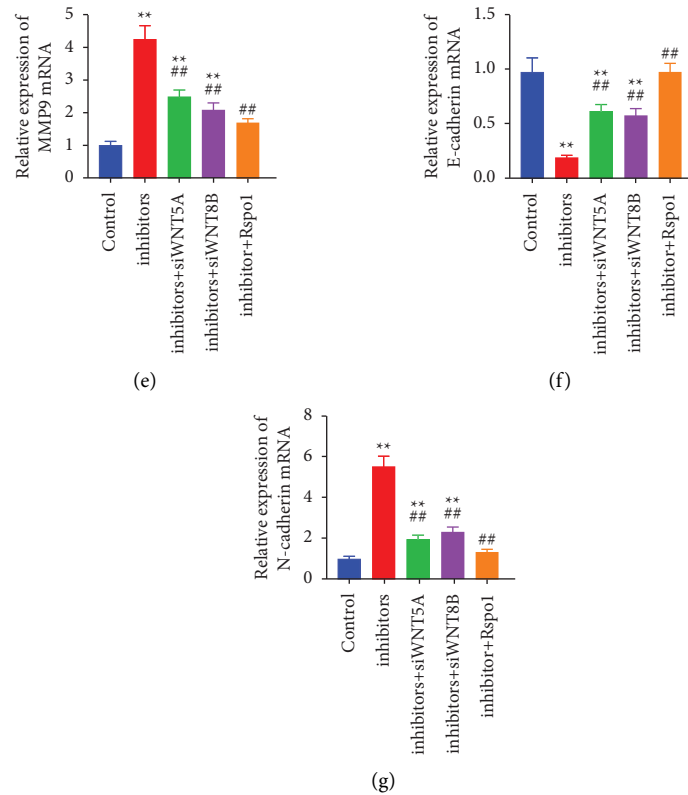 Relative expression of
MMP9 mRNA
5
4
3
2
1
0
**
**
##
**
##
##
Control
inhibitors
inhibitors+siWNT5A
inhibitors+siWNT8B
inhibitor+Rspo1
(e)
Relative expression of
E-cadherin mRNA
1.5
1.0
0.5
0.0
**
**
##
**
##
##
Control
inhibitors
inhibitors+siWNT5A
inhibitors+siWNT8B
inhibitor+Rspo1
(f)
Relative expression of
N-cadherin mRNA
8
6
4
2
0
**
**
##
**
##
##
Control
inhibitors
inhibitors+siWNT5A
inhibitors+siWNT8B
inhibitor+Rspo1
(g)